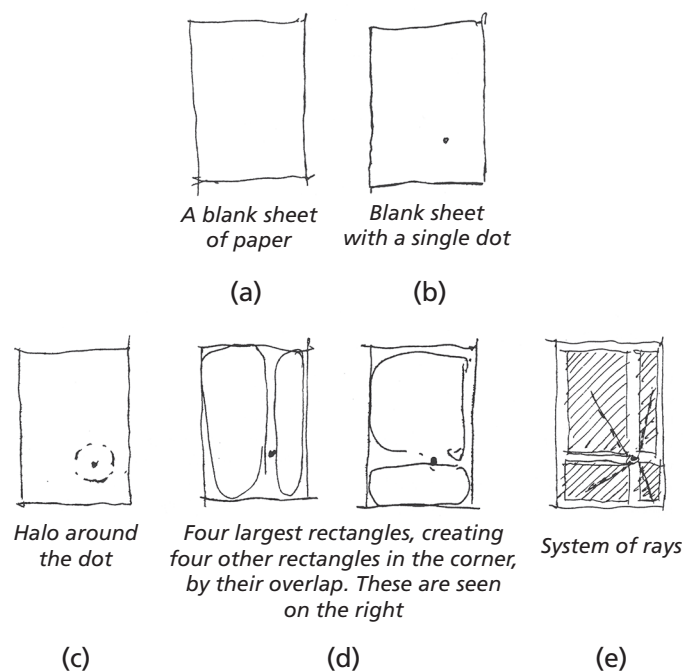 A blank sheet
of paper
(a)
Blank sheet
with a single dot
(b)
Halo around
the dot
(c)
Four largest rectangles, creating
four other rectangles in the corner,
by their overlap. These are seen
on the right
(d)
System of rays
(e)